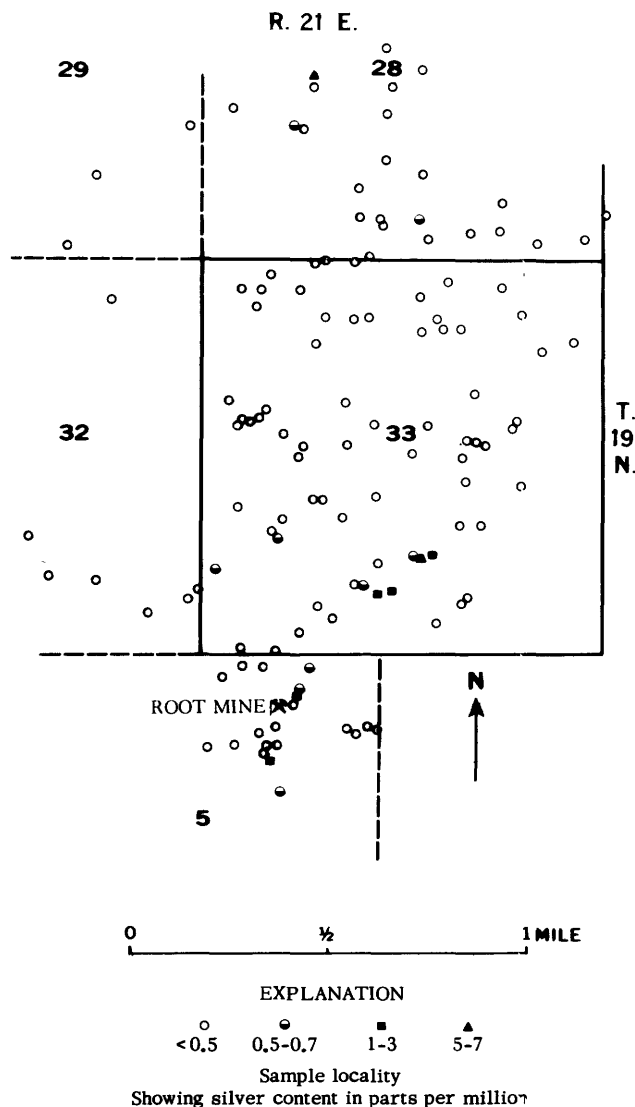 R. 21 E.
29
28
32
33
T.
19
N.
N
ROOT MINE
5
0 ½ 1 MILE
EXPLANATION
<0.5 0.5-0.7 1-3 5-7
Sample locality
Showing silver content in parts per million